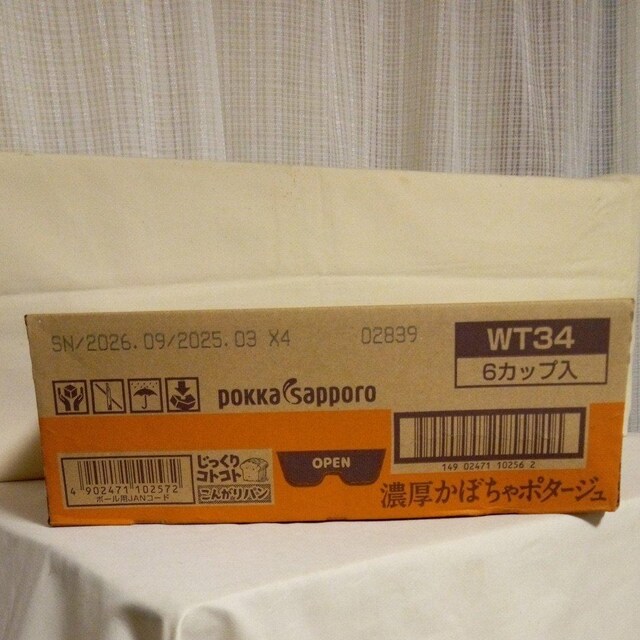 SN/2026.09/2025.03 X4
02839
WT34
6カップ入
pokka sapporo
149 02471 10256 2
4 902471 102572
ボール用JANコード
じっくり
コトコト
こんがりパン
OPEN
濃厚かぼちゃポタージュ